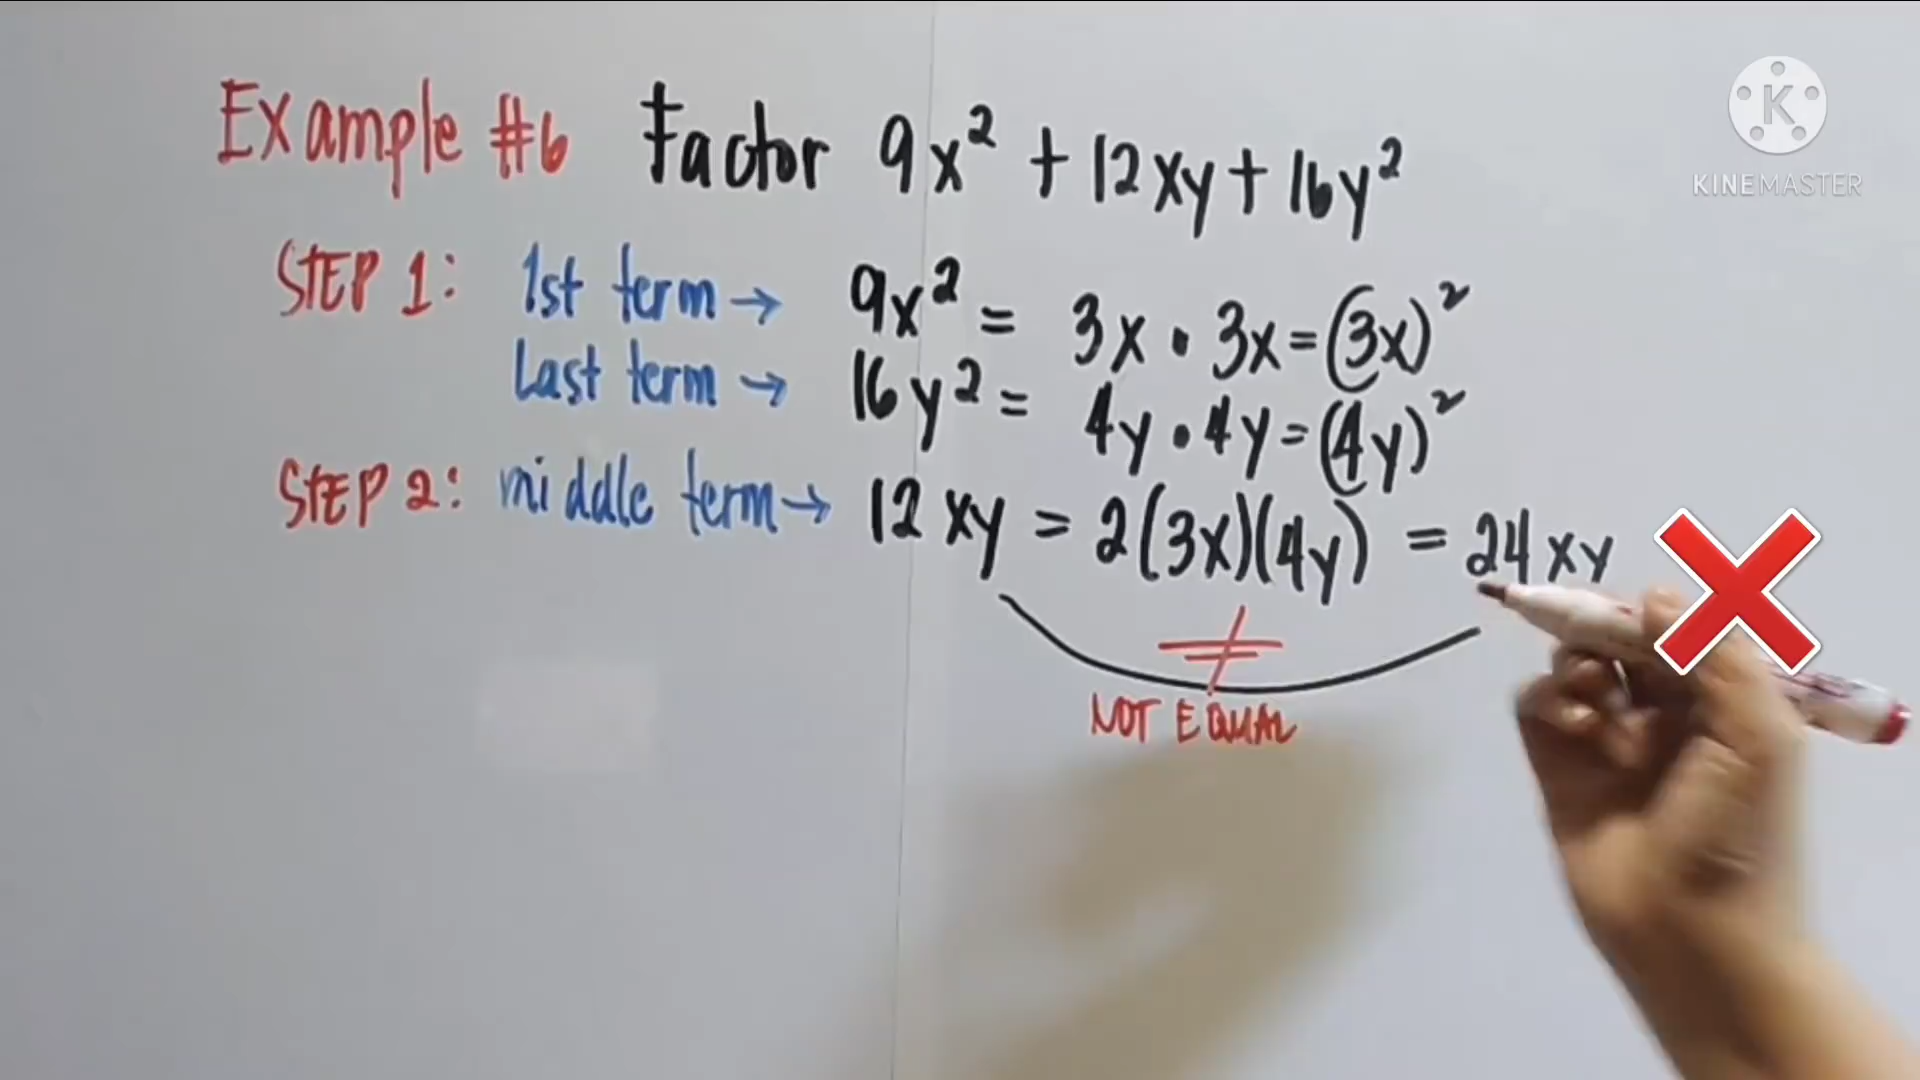 Example #6 Factor 9x² + 12xy + 16y²
STEP 1: 1st term → 9x² = 3x • 3x = (3x)²
Last term → 16y² = 4y • 4y = (4y)²
STEP 2: middle term → 12xy = 2(3x)(4y) = 24xy
≠
NOT EQUAL
K
KINEMASTER